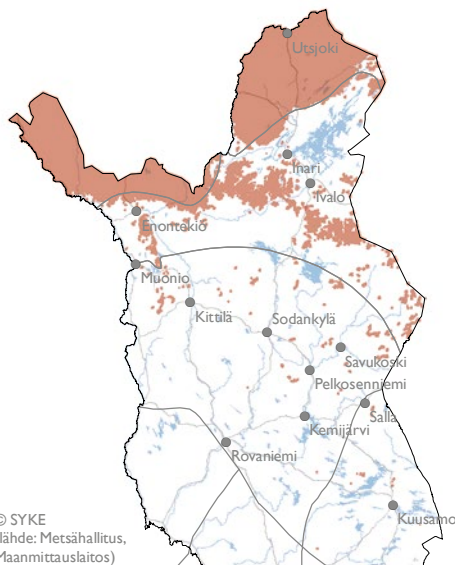 Utsjoki
Inari
Ivalo
Enontekiö
Muonio
Kittilä
Sodankylä
Savukoski
Pelkosenniemi
Salla
Kemijärvi
Rovaniemi
Kuusamo
© SYKE
lähde: Metsähallitus,
Maanmittauslaitos)